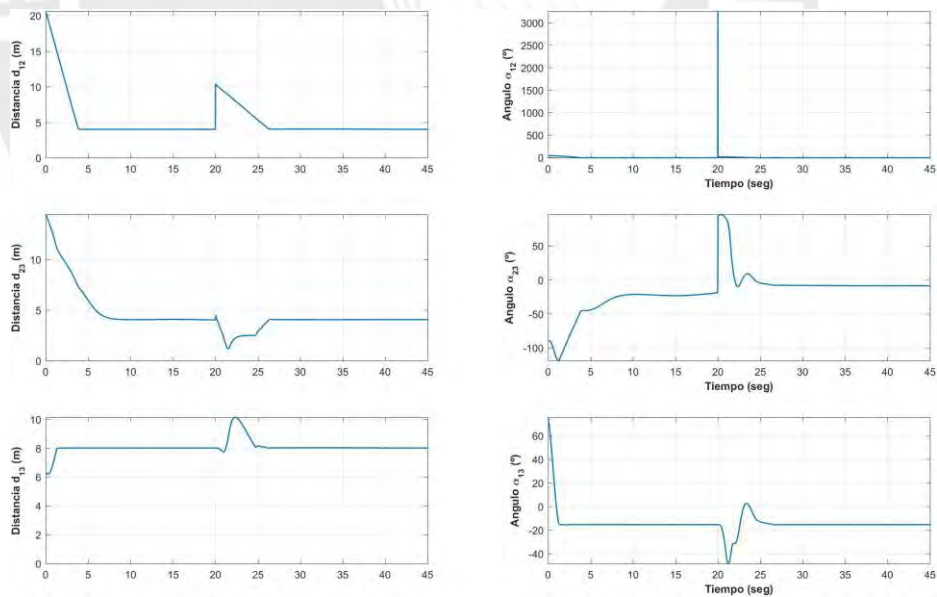 20
15
10
5
0
Distancia d12 (m)
0 5 10 15 20 25 30 35 40 45
3000
2500
2000
1500
1000
500
0
Angulo α12 (º)
0 5 10 15 20 25 30 35 40 45
Tiempo (seg)
10
5
0
Distancia d23 (m)
0 5 10 15 20 25 30 35 40 45
50
0
-50
-100
Angulo α23 (º)
0 5 10 15 20 25 30 35 40 45
Tiempo (seg)
10
8
6
4
2
0
Distancia d13 (m)
0 5 10 15 20 25 30 35 40 45
60
40
20
0
-20
-40
Angulo α13 (º)
0 5 10 15 20 25 30 35 40 45
Tiempo (seg)